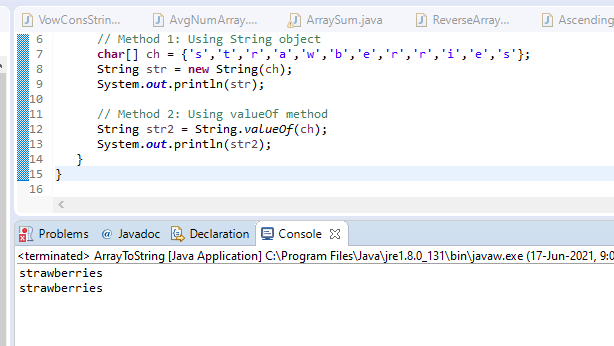 VowConsStrin... AvgNumArray.... ArraySum.java ReverseArray... Ascending
6 // Method 1: Using String object
7 char[] ch = {'s','t','r','a','w','b','e','r','r','i','e','s'};
8 String str = new String(ch);
9 System.out.println(str);
10
11 // Method 2: Using valueOf method
12 String str2 = String.valueOf(ch);
13 System.out.println(str2);
14 }
15 }
16
Problems @ Javadoc Declaration Console
<terminated> ArrayToString [Java Application] C:\Program Files\Java\jre1.8.0_131\bin\javaw.exe (17-Jun-2021, 9:0
strawberries
strawberries